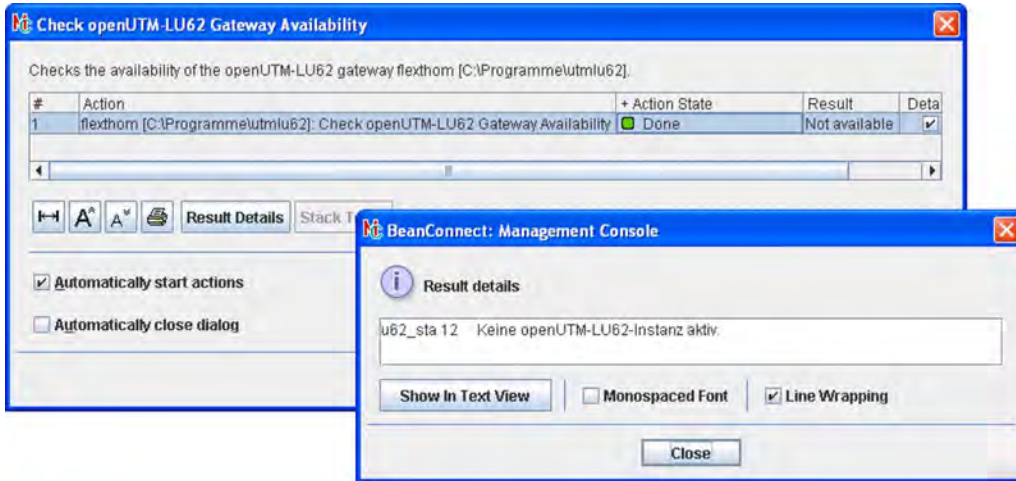 Check openUTM-LU62 Gateway Availability
Checks the availability of the openUTM-LU62 gateway flexthom [C:\Programme\utmlu62].
# Action + Action State Result Deta
1 flexthom [C:\Programme\utmlu62]: Check openUTM-LU62 Gateway Availability Done Not available
Result Details Stack
BeanConnect: Management Console
Result details
u62_sta 12 Keine openUTM-LU62-Instanz aktiv.
Automatically start actions
Automatically close dialog
Show In Text View Monospaced Font Line Wrapping
Close